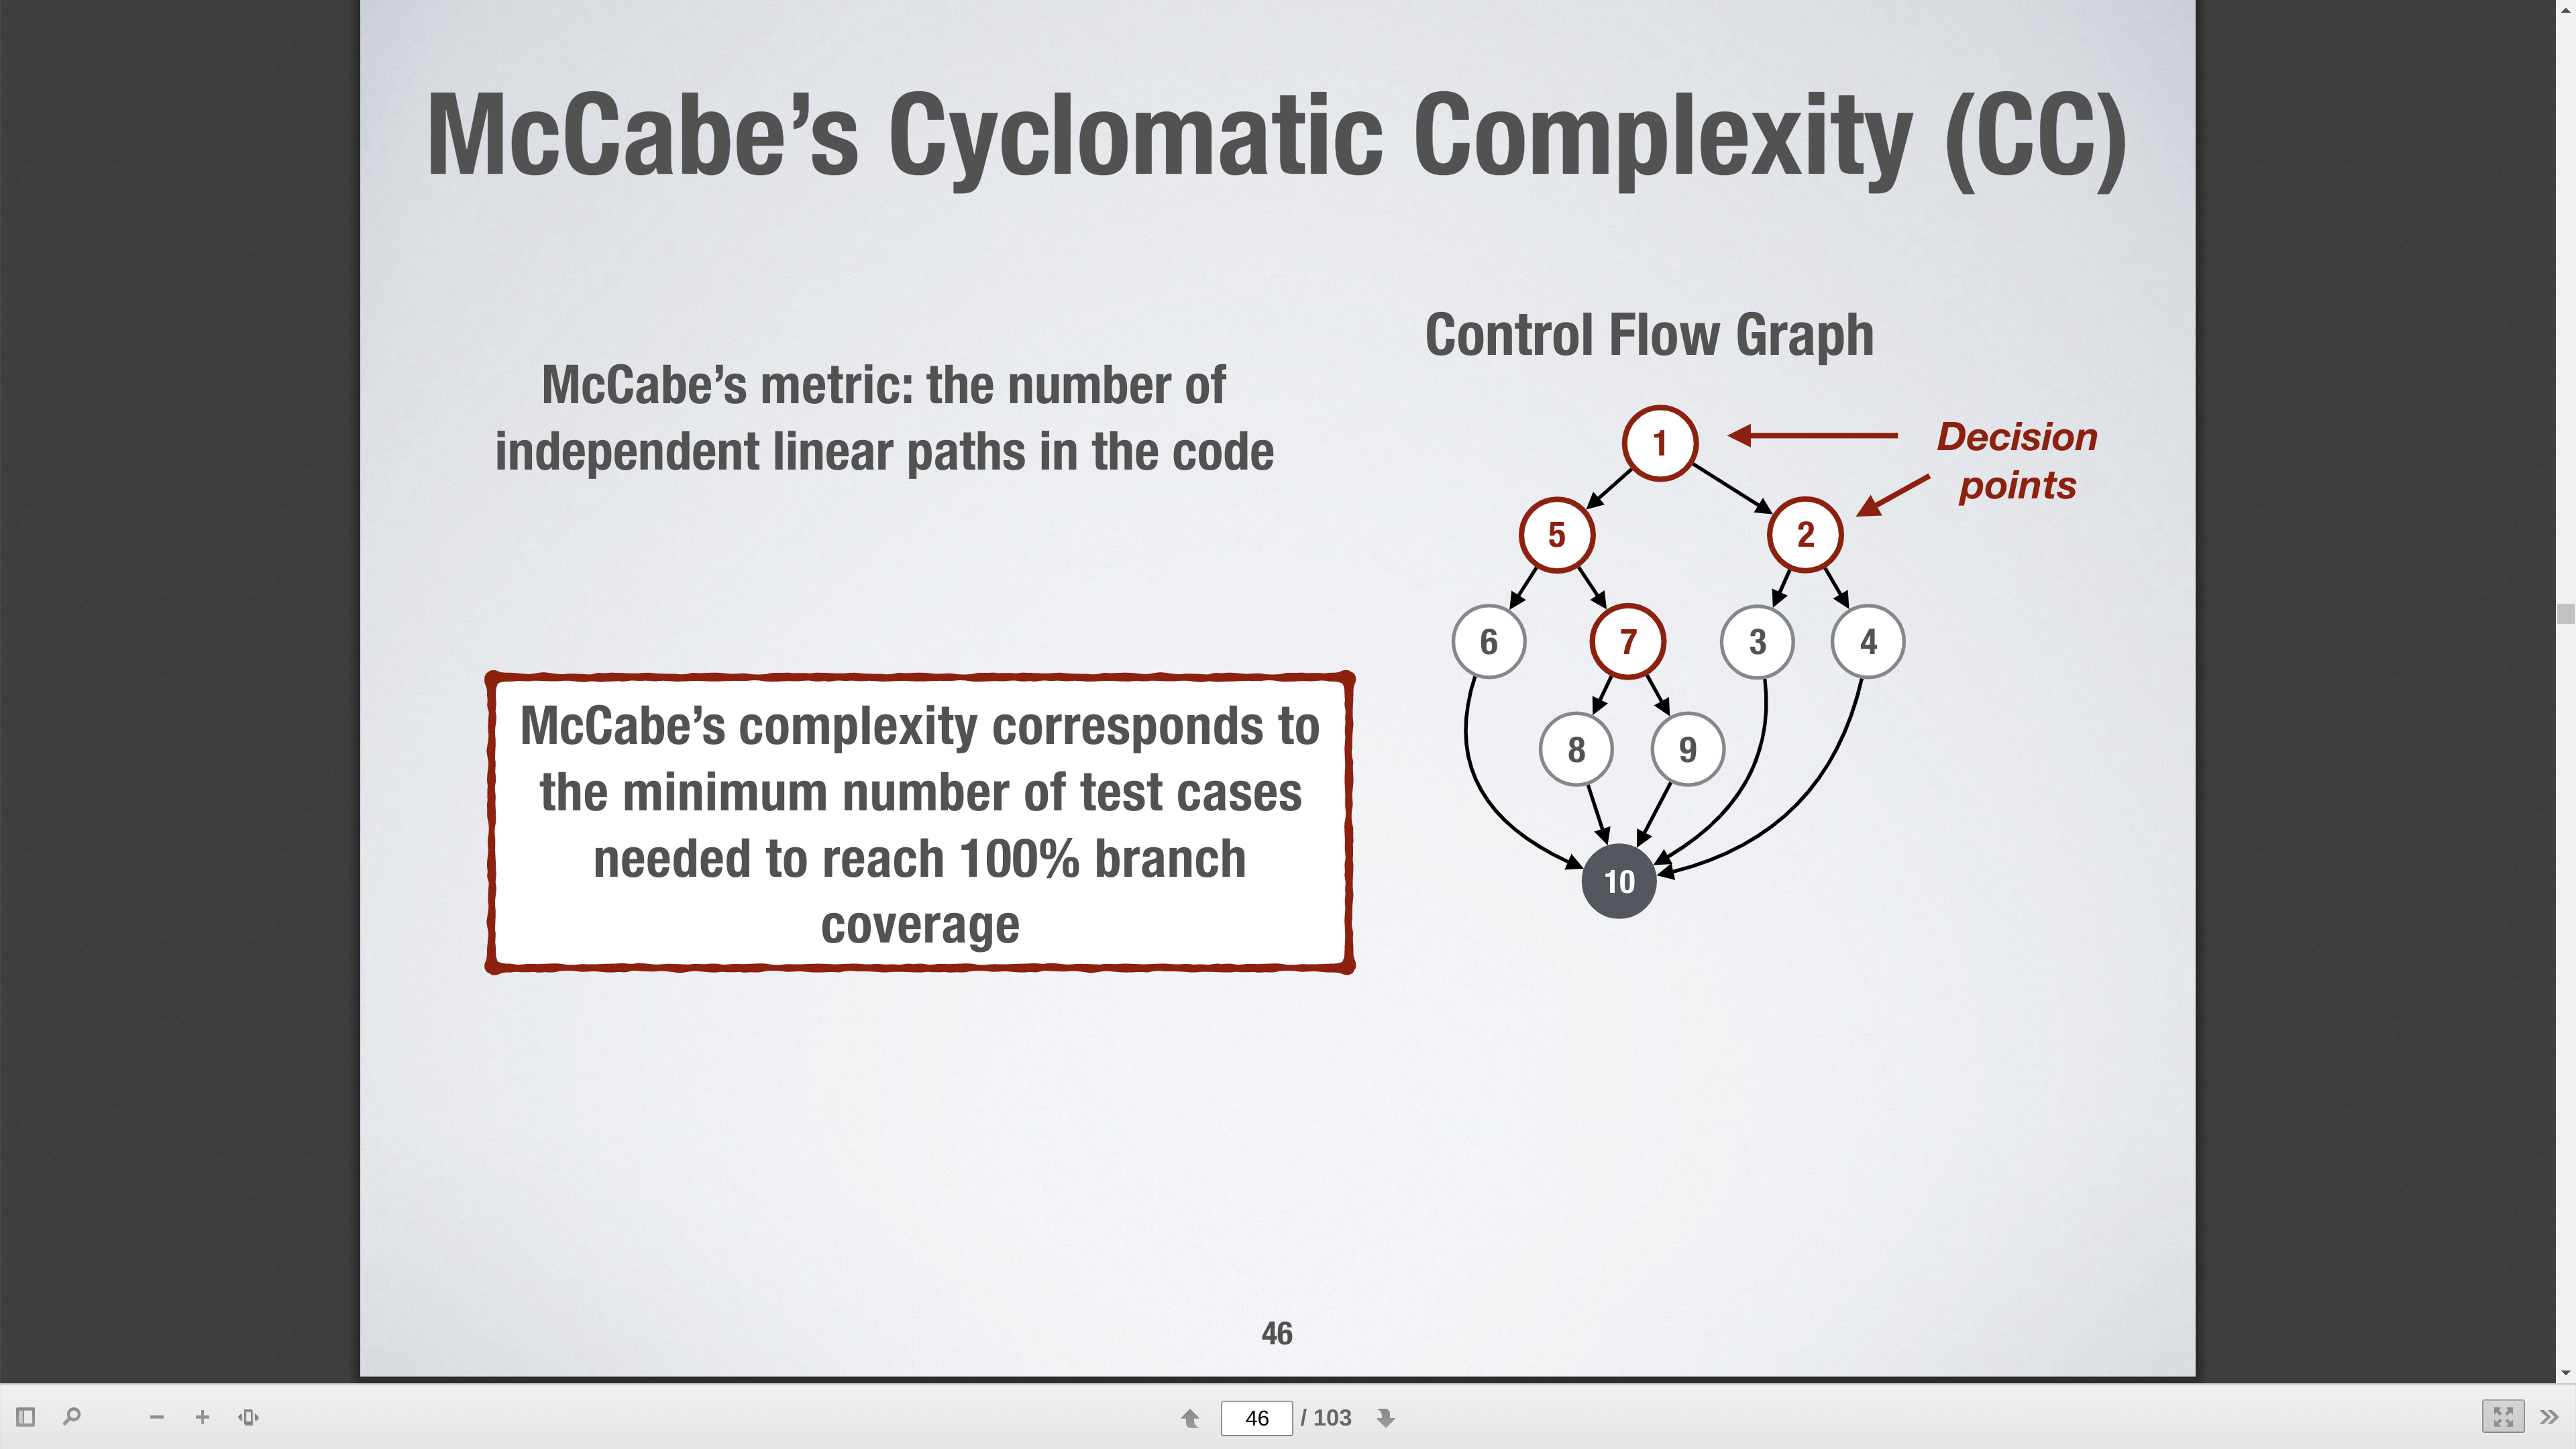 McCabe’s Cyclomatic Complexity (CC)
McCabe’s metric: the number of
independent linear paths in the code
McCabe’s complexity corresponds to
the minimum number of test cases
needed to reach 100% branch
coverage
Control Flow Graph
Decision
points
1
5
2
6
7
3
4
8
9
10
46
46 / 103